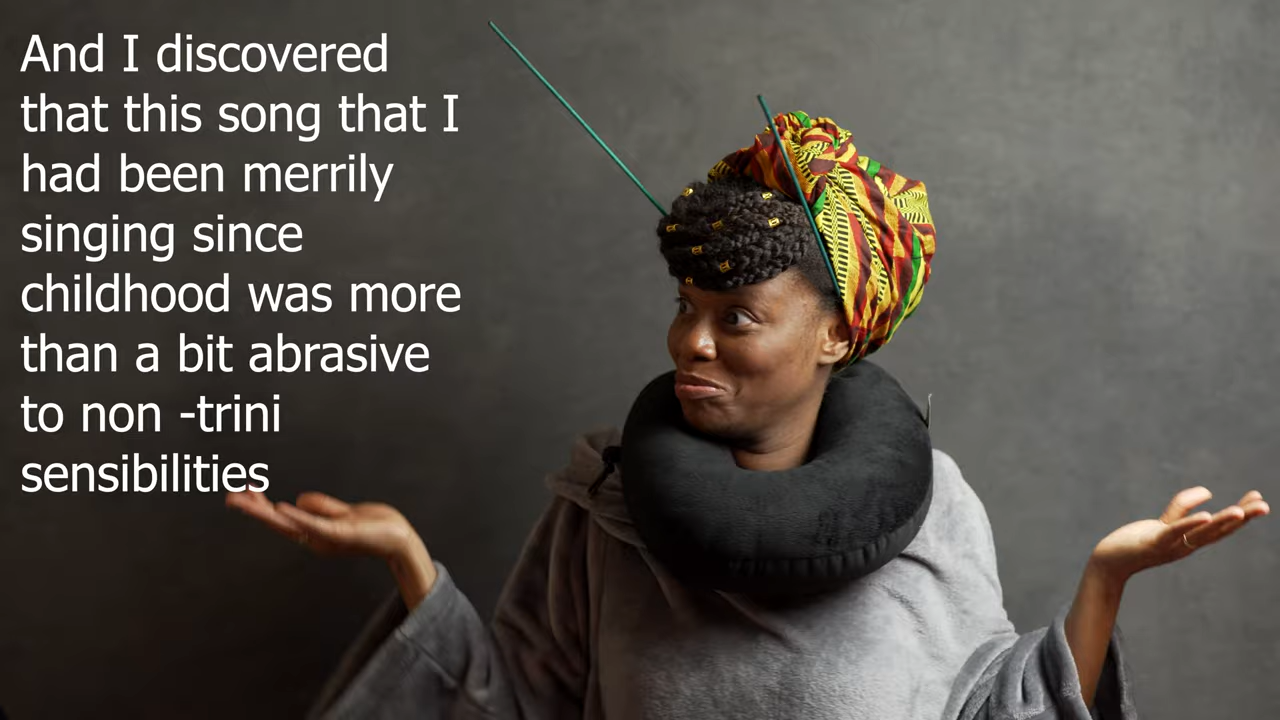 And I discovered
that this song that I
had been merrily
singing since
childhood was more
than a bit abrasive
to non -trini
sensibilities